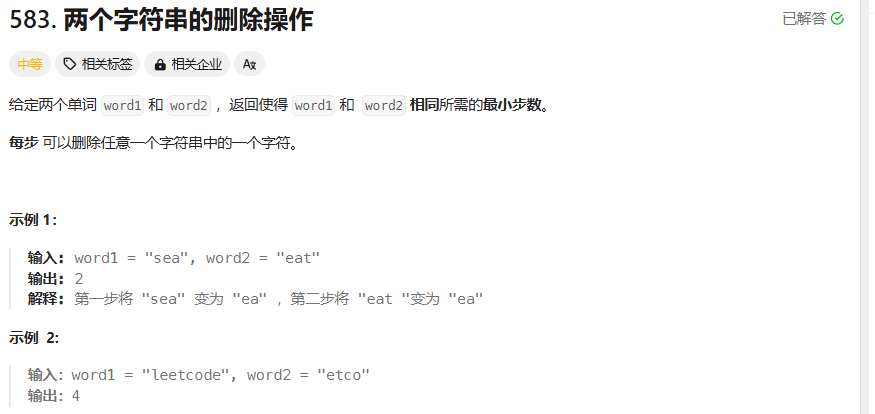 583. 两个字符串的删除操作
已解答
中等 相关标签 相关企业 Aあ
给定两个单词 word1 和 word2 ，返回使得 word1 和 word2 相同所需的最小步数。
每步 可以删除任意一个字符串中的一个字符。
示例 1：
输入: word1 = "sea", word2 = "eat"
输出: 2
解释: 第一步将 "sea" 变为 "ea" ，第二步将 "eat "变为 "ea"
示例 2:
输入：word1 = "leetcode", word2 = "etco"
输出：4